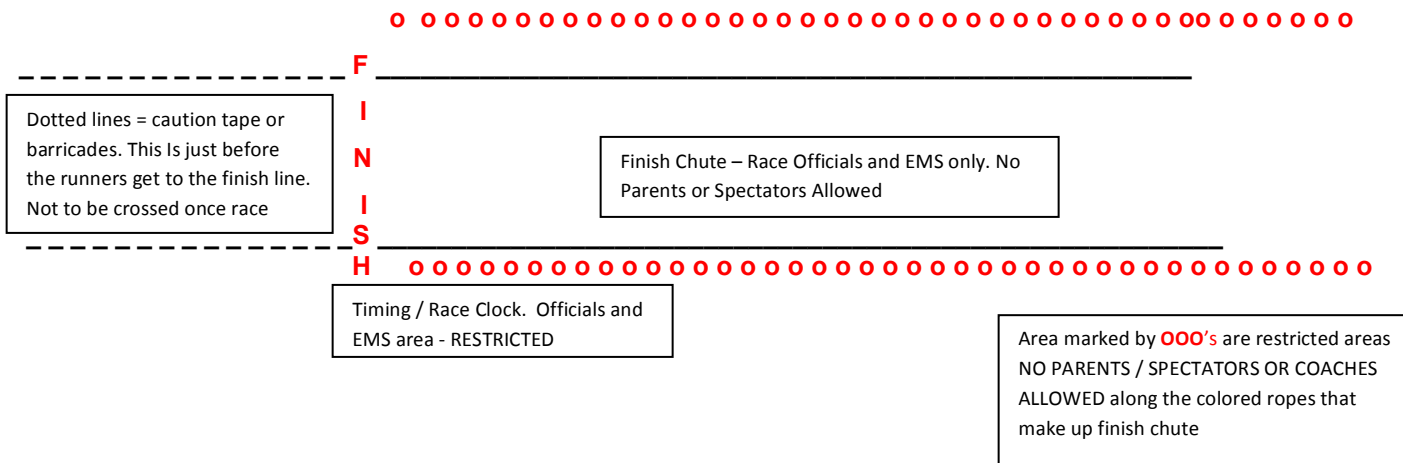 o o o o o o o o o o o o o o o o o o o o o o o o o o o o o o o o o oo o o o o o o
F
I
N
I
S
H
Dotted lines = caution tape or
barricades. This Is just before
the runners get to the finish line.
Not to be crossed once race
Finish Chute – Race Officials and EMS only. No
Parents or Spectators Allowed
o o o o o o o o o o o o o o o o o o o o o o o o o o o o o o o o o o o o o o o o o
Timing / Race Clock.  Officials and
EMS area - RESTRICTED
Area marked by OOO's are restricted areas
NO PARENTS / SPECTATORS OR COACHES
ALLOWED along the colored ropes that
make up finish chute